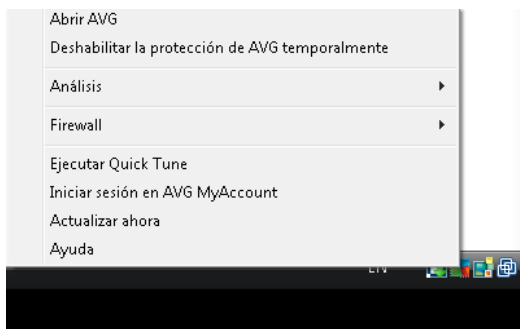 Abrir AVG
Deshabilitar la protección de AVG temporalmente
Análisis
Firewall
Ejecutar Quick Tune
Iniciar sesión en AVG MyAccount
Actualizar ahora
Ayuda
EN